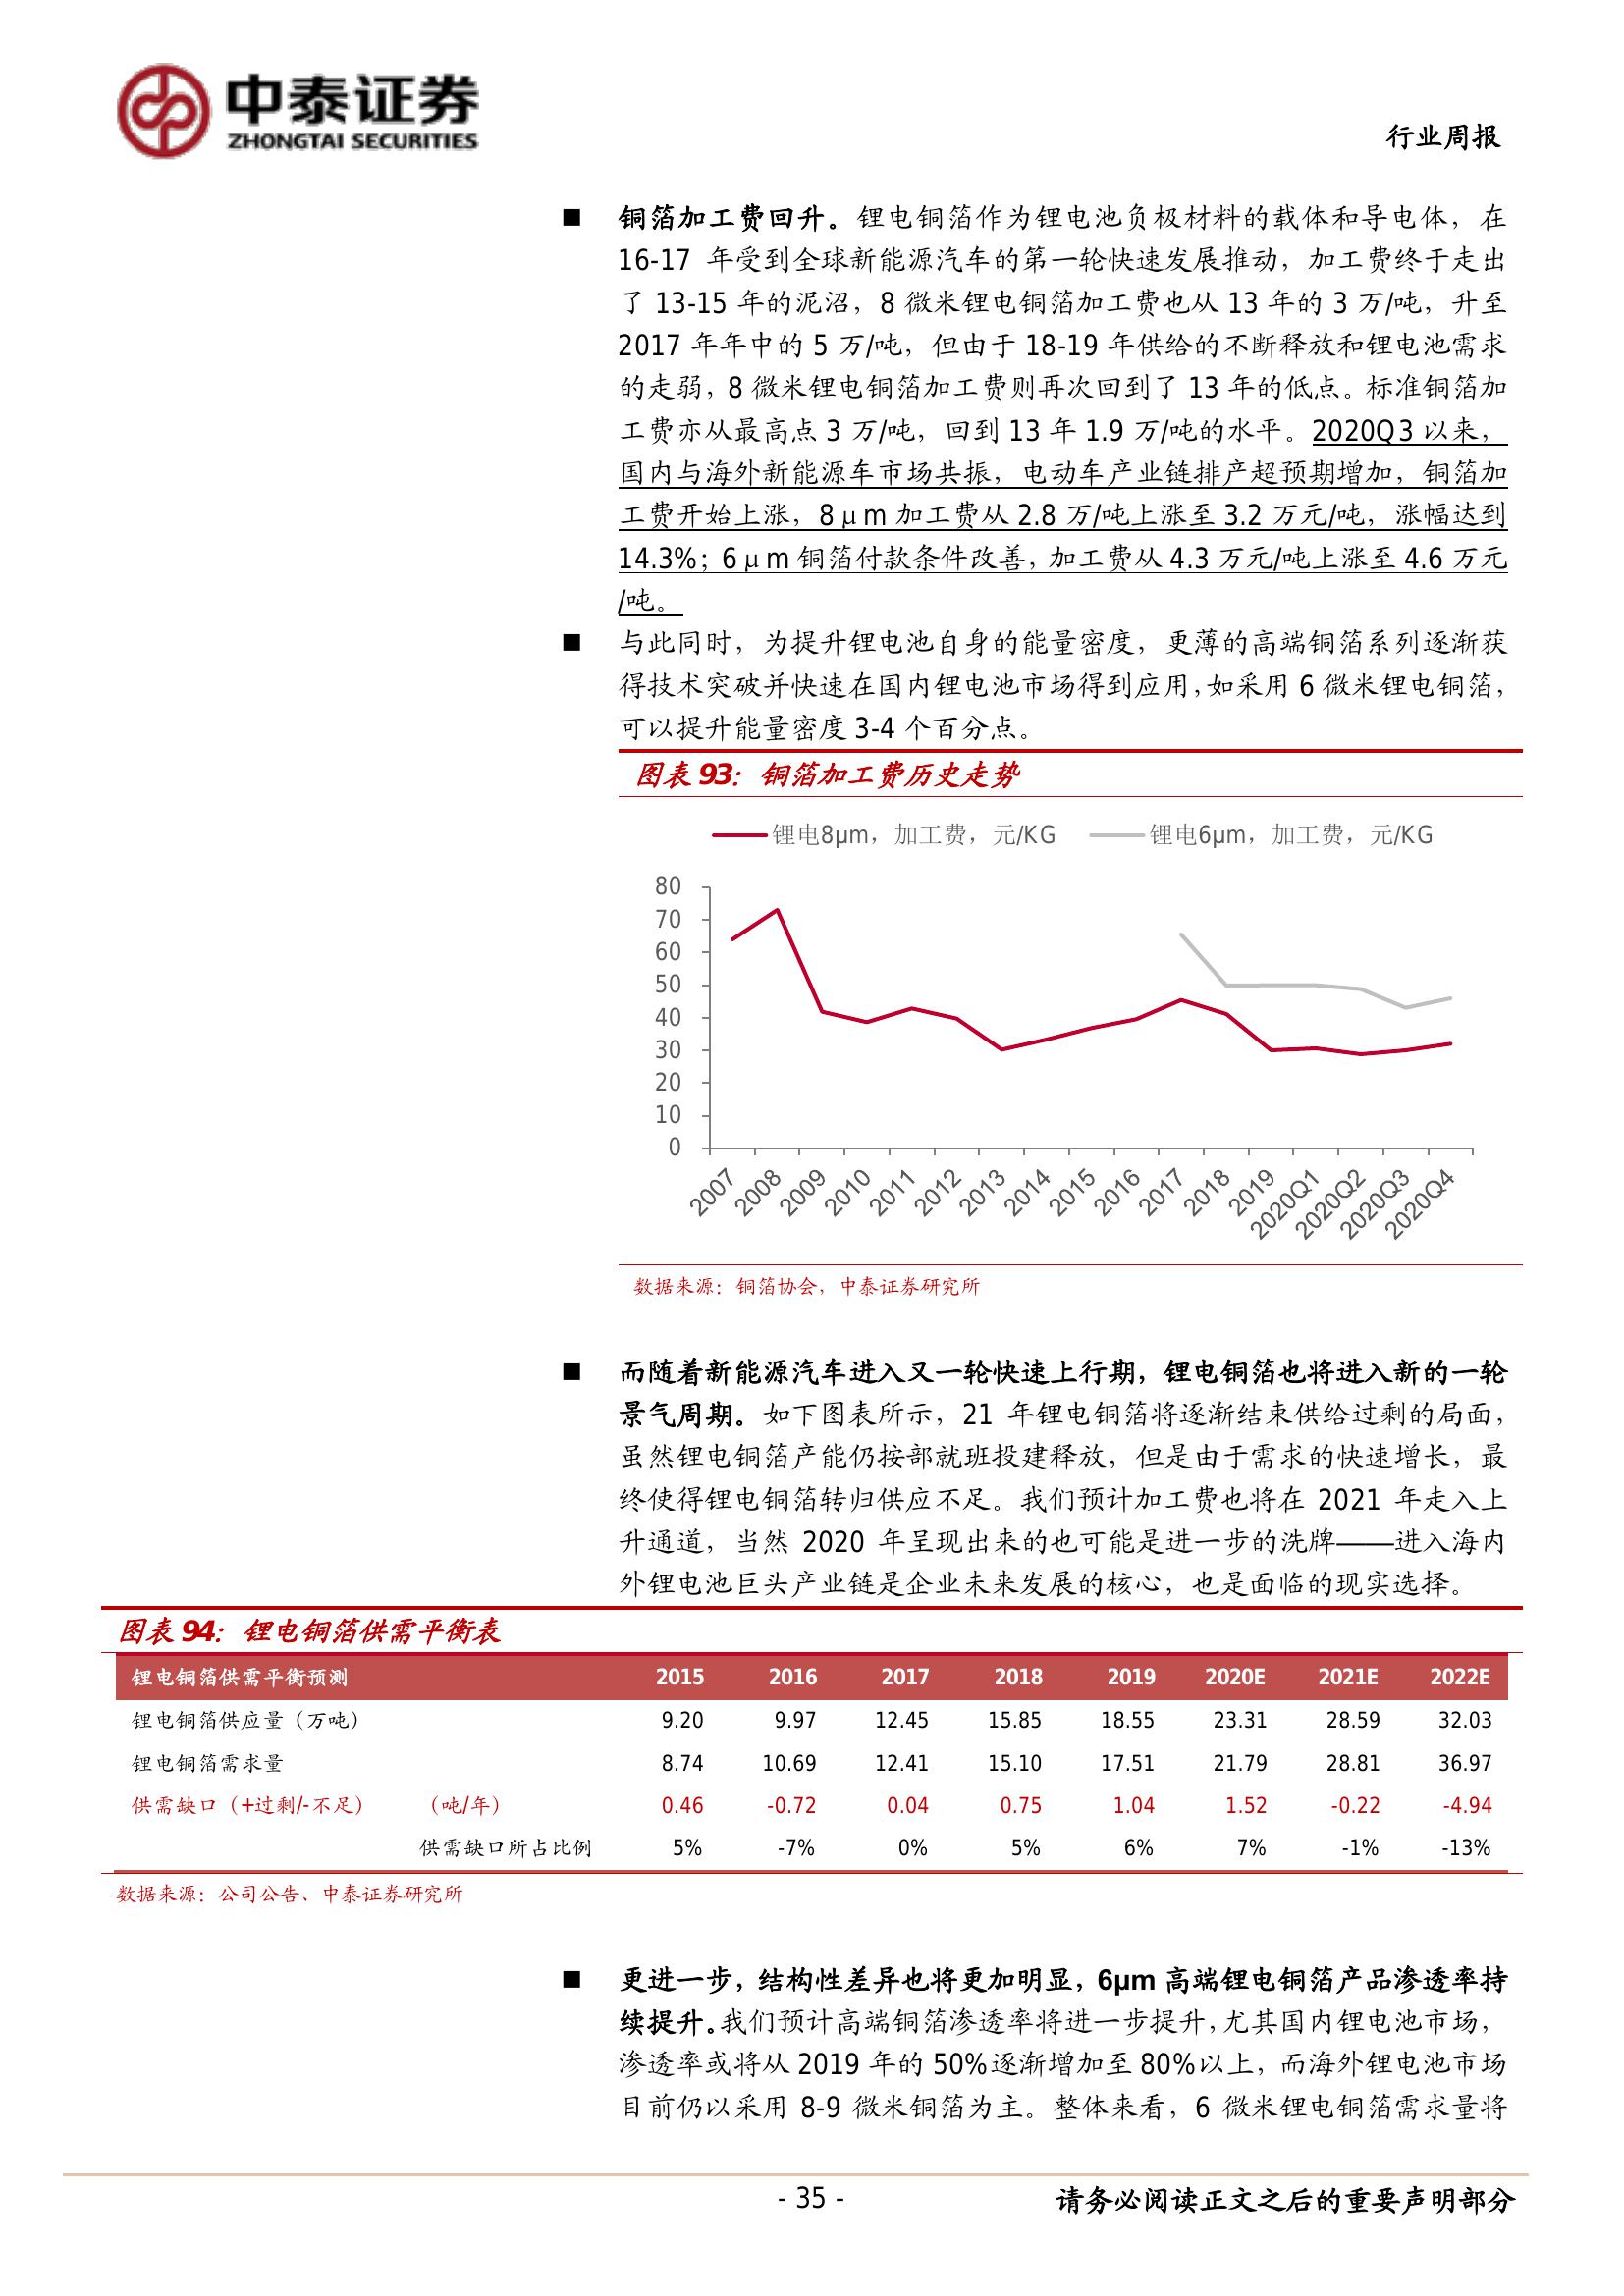 中泰证券
ZHONGTAI SECURITIES
行业周报
■ 铜箔加工费回升。锂电铜箔作为锂电池负极材料的载体和导电体，在
16-17 年受到全球新能源汽车的第一轮快速发展推动，加工费终于走出
了 13-15 年的泥沼，8 微米锂电铜箔加工费也从 13 年的 3 万/吨，升至
2017 年年中的 5 万/吨，但由于 18-19 年供给的不断释放和锂电池需求
的走弱，8 微米锂电铜箔加工费则再次回到了 13 年的低点。标准铜箔加
工费亦从最高点 3 万/吨，回到 13 年 1.9 万/吨的水平。2020Q3 以来，
国内与海外新能源车市场共振，电动车产业链排产超预期增加，铜箔加
工费开始上涨，8μm 加工费从 2.8 万/吨上涨至 3.2 万元/吨，涨幅达到
14.3%；6μm 铜箔付款条件改善，加工费从 4.3 万元/吨上涨至 4.6 万元
/吨。
■ 与此同时，为提升锂电池自身的能量密度，更薄的高端铜箔系列逐渐获
得技术突破并快速在国内锂电池市场得到应用，如采用 6 微米锂电铜箔，
可以提升能量密度 3-4 个百分点。
图表 93：铜箔加工费历史走势
锂电8μm，加工费，元/KG 锂电6μm，加工费，元/KG
80
70
60
50
40
30
20
10
0
2007 2008 2009 2010 2011 2012 2013 2014 2015 2016 2017 2018 2019 2020Q1 2020Q2 2020Q3 2020Q4
数据来源：铜箔协会，中泰证券研究所
■ 而随着新能源汽车进入又一轮快速上行期，锂电铜箔也将进入新的一轮
景气周期。如下图表所示，21 年锂电铜箔将逐渐结束供给过剩的局面，
虽然锂电铜箔产能仍按部就班投建释放，但是由于需求的快速增长，最
终使得锂电铜箔转归供应不足。我们预计加工费也将在 2021 年走入上
升通道，当然 2020 年呈现出来的也可能是进一步的洗牌——进入海内
外锂电池巨头产业链是企业未来发展的核心，也是面临的现实选择。
图表 94：锂电铜箔供需平衡表
锂电铜箔供需平衡预测 2015 2016 2017 2018 2019 2020E 2021E 2022E
锂电铜箔供应量（万吨） 9.20 9.97 12.45 15.85 18.55 23.31 28.59 32.03
锂电铜箔需求量 8.74 10.69 12.41 15.10 17.51 21.79 28.81 36.97
供需缺口（+过剩/-不足） （吨/年） 0.46 -0.72 0.04 0.75 1.04 1.52 -0.22 -4.94
供需缺口所占比例 5% -7% 0% 5% 6% 7% -1% -13%
数据来源：公司公告、中泰证券研究所
■ 更进一步，结构性差异也将更加明显，6μm 高端锂电铜箔产品渗透率持
续提升。我们预计高端铜箔渗透率将进一步提升，尤其国内锂电池市场，
渗透率或将从 2019 年的 50%逐渐增加至 80%以上，而海外锂电池市场
目前仍以采用 8-9 微米铜箔为主。整体来看，6 微米锂电铜箔需求量将
- 35 - 请务必阅读正文之后的重要声明部分